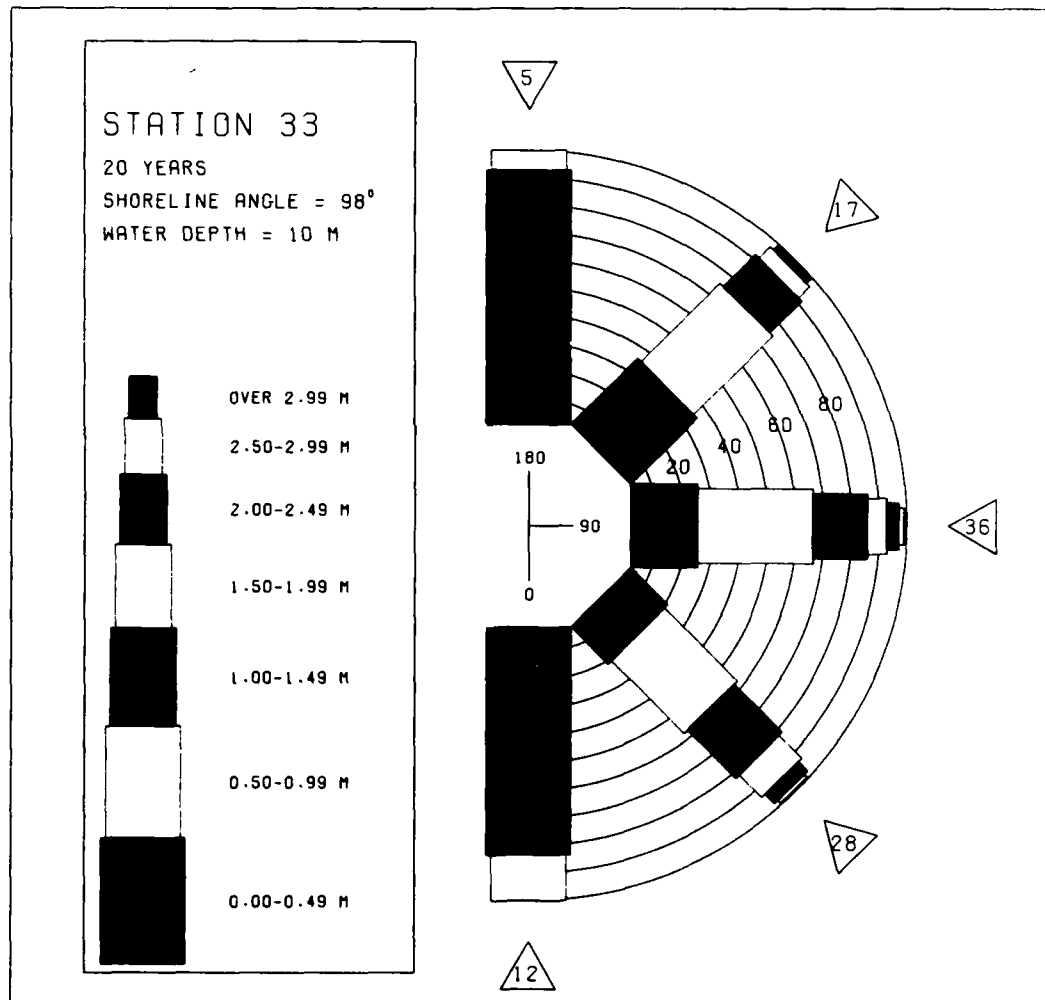 STATION 33
20 YEARS
SHORELINE ANGLE = 98°
WATER DEPTH = 10 M
OVER 2.99 M
2.50-2.99 M
2.00-2.49 M
1.50-1.99 M
1.00-1.49 M
0.50-0.99 M
0.00-0.49 M
5
17
80
60
40
20
180
90
0
36
28
12